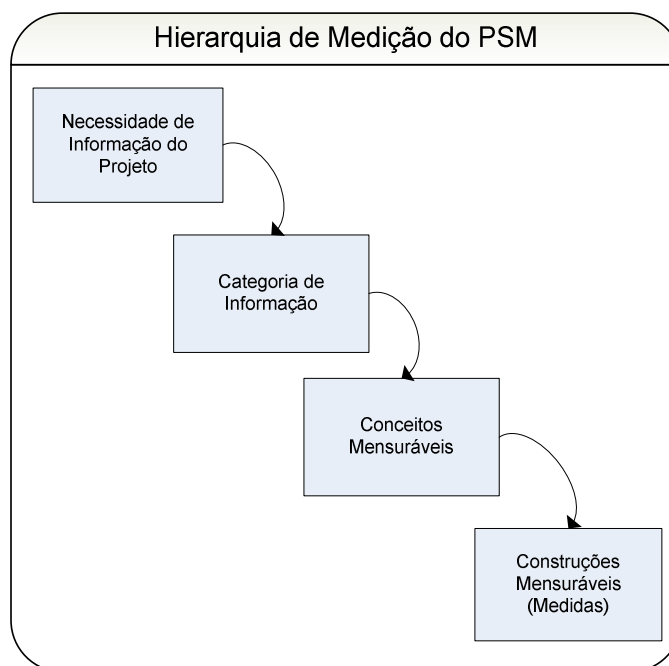 Hierarquia de Medição do PSM
Necessidade de
Informação do
Projeto
Categoria de
Informação
Conceitos
Mensuráveis
Construções
Mensuráveis
(Medidas)